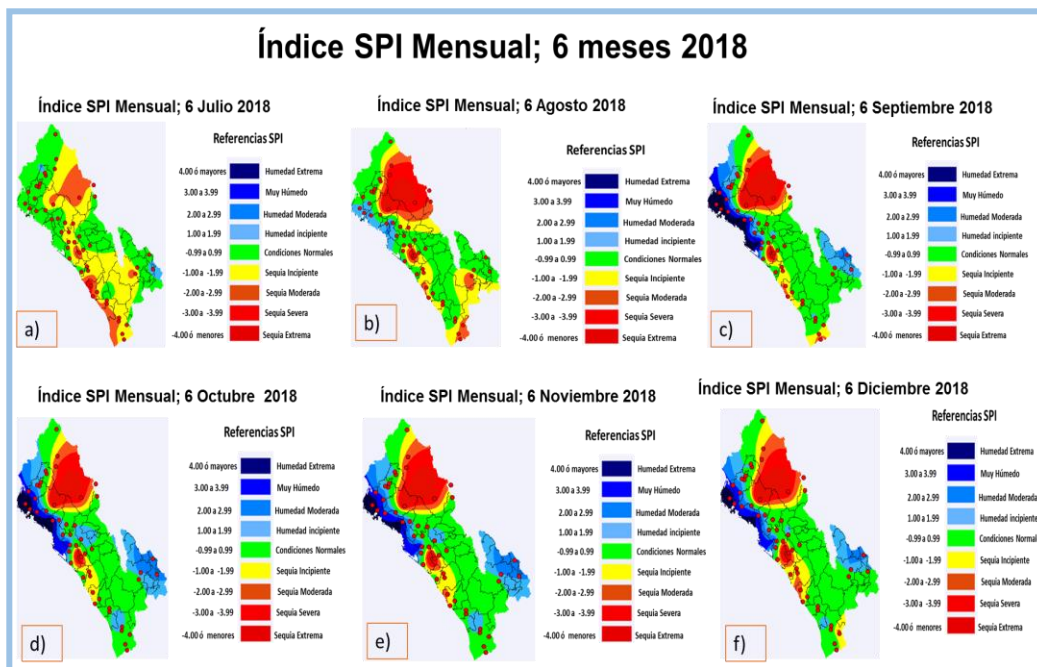 Índice SPI Mensual; 6 meses 2018
Índice SPI Mensual; 6 Julio 2018
Referencias SPI
4.00 ó mayores Humedad Extrema
3.00 a 3.99 Muy Húmedo
2.00 a 2.99 Humedad Moderada
1.00 a 1.99 Humedad incipiente
-0.99 a 0.99 Condiciones Normales
-1.00 a -1.99 Sequia Incipiente
-2.00 a -2.99 Sequia Moderada
-3.00 a -3.99 Sequia Severa
-4.00 ó menores Sequia Extrema
a)
Índice SPI Mensual; 6 Agosto 2018
Referencias SPI
4.00 ó mayores Humedad Extrema
3.00 a 3.99 Muy Húmedo
2.00 a 2.99 Humedad Moderada
1.00 a 1.99 Humedad incipiente
-0.99 a 0.99 Condiciones Normales
-1.00 a -1.99 Sequia Incipiente
-2.00 a -2.99 Sequia Moderada
-3.00 a -3.99 Sequia Severa
-4.00 ó menores Sequia Extrema
b)
Índice SPI Mensual; 6 Septiembre 2018
Referencias SPI
4.00 ó mayores Humedad Extrema
3.00 a 3.99 Muy Húmedo
2.00 a 2.99 Humedad Moderada
1.00 a 1.99 Humedad incipiente
-0.99 a 0.99 Condiciones Normales
-1.00 a -1.99 Sequia Incipiente
-2.00 a -2.99 Sequia Moderada
-3.00 a -3.99 Sequia Severa
-4.00 ó menores Sequia Extrema
c)
Índice SPI Mensual; 6 Octubre 2018
Referencias SPI
4.00 ó mayores Humedad Extrema
3.00 a 3.99 Muy Húmedo
2.00 a 2.99 Humedad Moderada
1.00 a 1.99 Humedad incipiente
-0.99 a 0.99 Condiciones Normales
-1.00 a -1.99 Sequia Incipiente
-2.00 a -2.99 Sequia Moderada
-3.00 a -3.99 Sequia Severa
-4.00 ó menores Sequia Extrema
d)
Índice SPI Mensual; 6 Noviembre 2018
Referencias SPI
4.00 ó mayores Humedad Extrema
3.00 a 3.99 Muy Húmedo
2.00 a 2.99 Humedad Moderada
1.00 a 1.99 Humedad incipiente
-0.99 a 0.99 Condiciones Normales
-1.00 a -1.99 Sequia Incipiente
-2.00 a -2.99 Sequia Moderada
-3.00 a -3.99 Sequia Severa
-4.00 ó menores Sequia Extrema
e)
Índice SPI Mensual; 6 Diciembre 2018
Referencias SPI
4.00 ó mayores Humedad Extrema
3.00 a 3.99 Muy Húmedo
2.00 a 2.99 Humedad Moderada
1.00 a 1.99 Humedad incipiente
-0.99 a 0.99 Condiciones Normales
-1.00 a -1.99 Sequia Incipiente
-2.00 a -2.99 Sequia Moderada
-3.00 a -3.99 Sequia Severa
-4.00 ó menores Sequia Extrema
f)